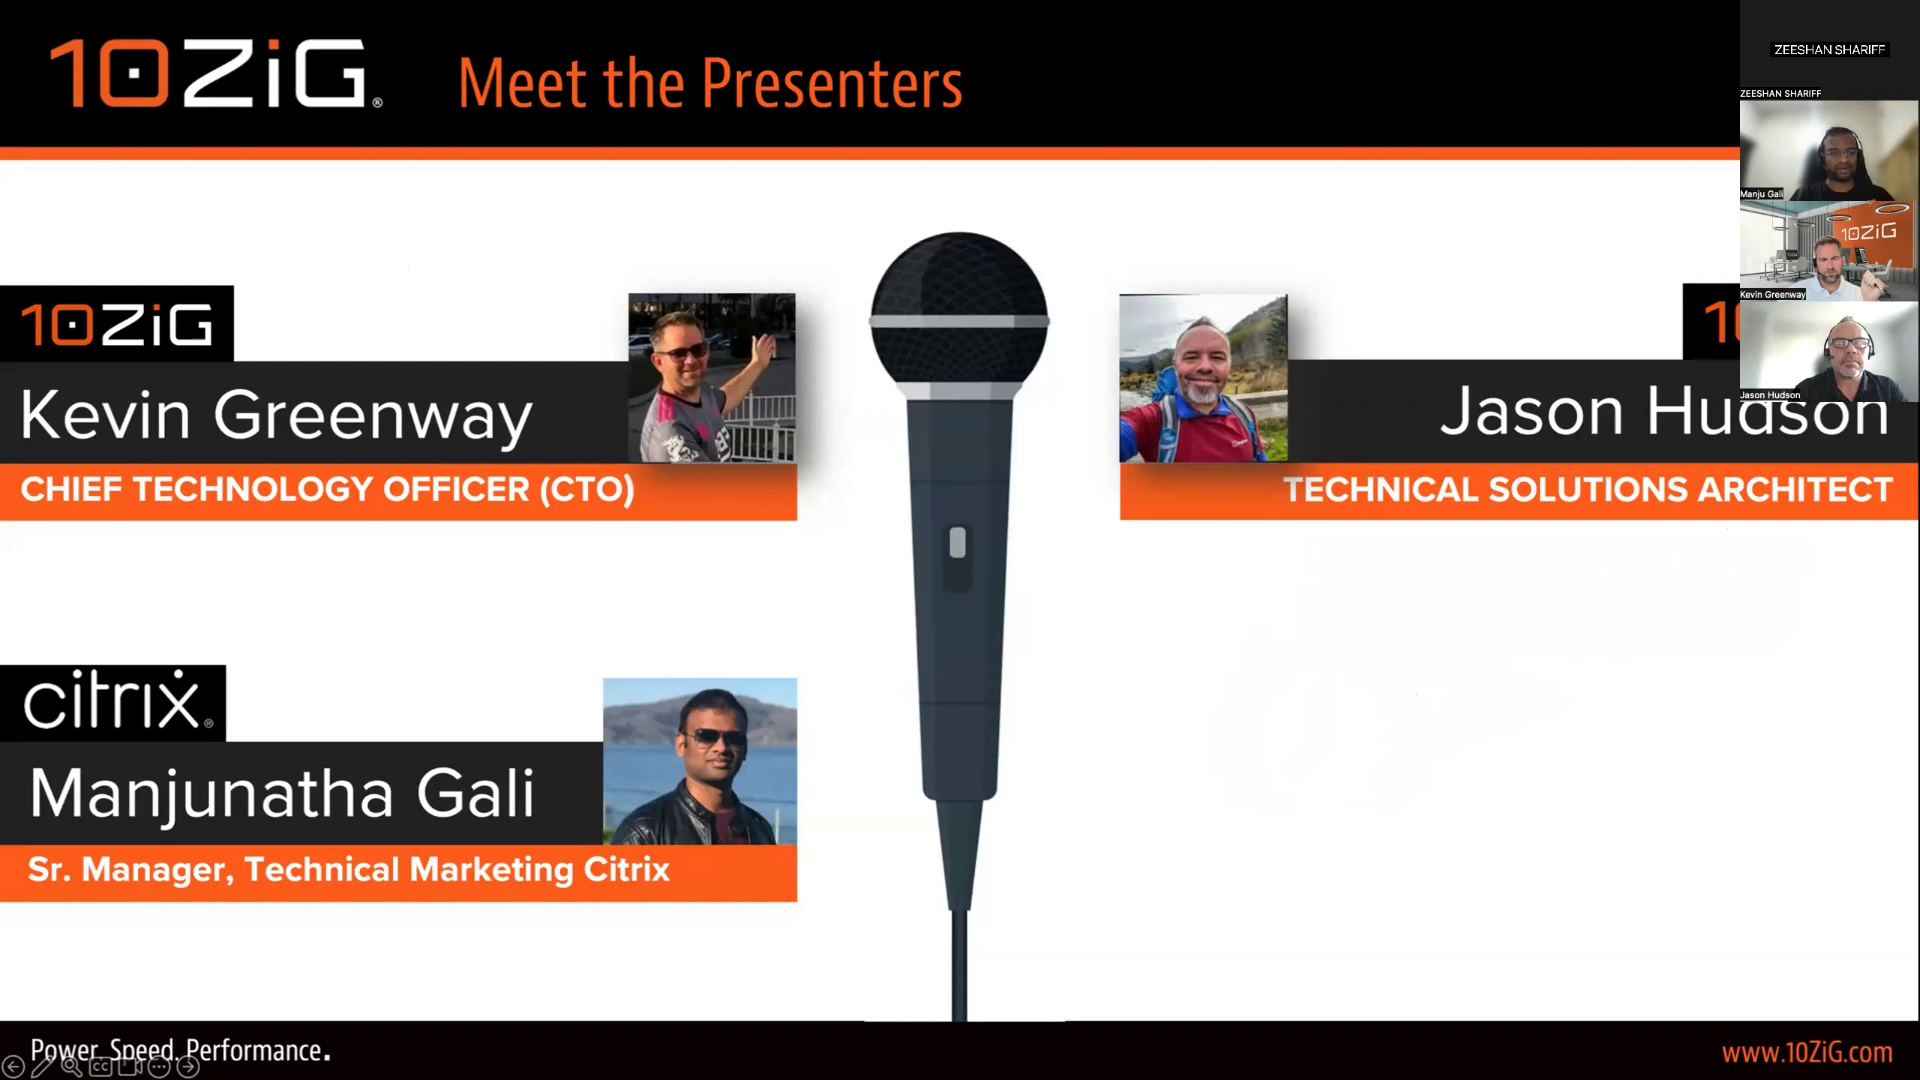 10ZiG®
Meet the Presenters
ZEESHAN SHARIFF
ZEESHAN SHARIFF
Manju Gali
10ZiG
Kevin Greenway
Jason Hudson
10ZiG
Kevin Greenway
CHIEF TECHNOLOGY OFFICER (CTO)
10
Jason Hudson
TECHNICAL SOLUTIONS ARCHITECT
citrix®
Manjunatha Gali
Sr. Manager, Technical Marketing Citrix
Power. Speed. Performance.
CC
www.10ZiG.com